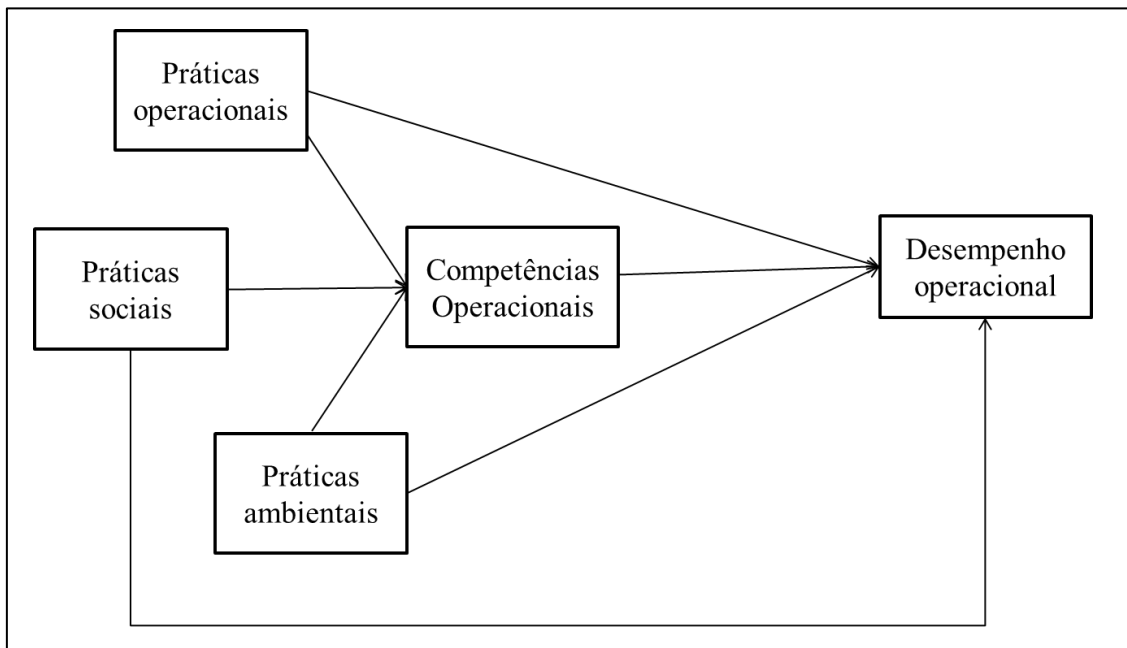 Práticas
operacionais
Práticas
sociais
Competências
Operacionais
Desempenho
operacional
Práticas
ambientais